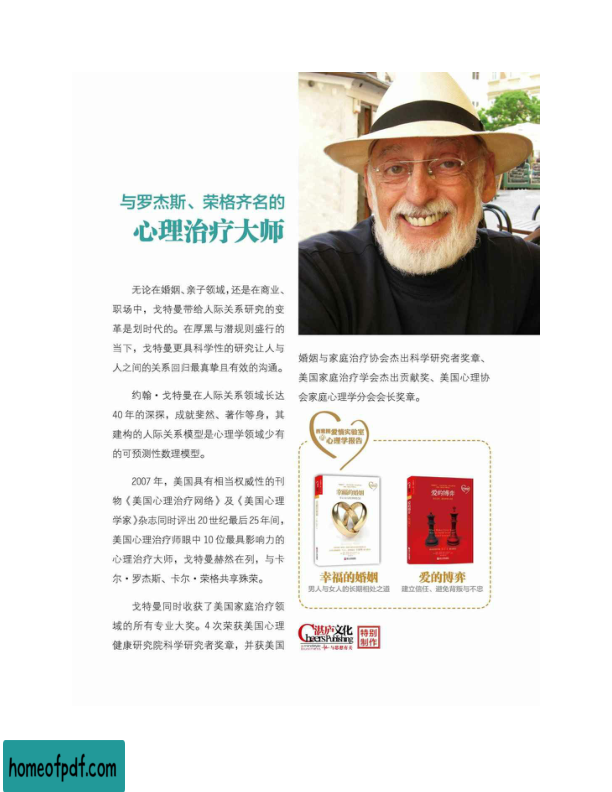 与罗杰斯、荣格齐名的
心理治疗大师
无论在婚姻、亲子领域，还是在商业、
职场中，戈特曼带给人际关系研究的变
革是划时代的。在厚黑与潜规则盛行的
当下，戈特曼更具科学性的研究让人与
人之间的关系回归最真挚且有效的沟通。
约翰·戈特曼在人际关系领域长达
40年的深探，成就斐然、著作等身，其
建构的人际关系模型是心理学领域少有
的可预测性数理模型。
2007年，美国具有相当权威性的刊
物《美国心理治疗网络》及《美国心理
学家》杂志同时评出20世纪最后25年间，
美国心理治疗师眼中10位最具影响力的
心理治疗大师，戈特曼赫然在列，与卡
尔·罗杰斯、卡尔·荣格共享殊荣。
戈特曼同时收获了美国家庭治疗领
域的所有专业大奖。4次荣获美国心理
健康研究院科学研究者奖章，并获美国
婚姻与家庭治疗协会杰出科学研究者奖章、
美国家庭治疗学会杰出贡献奖、美国心理协
会家庭心理学分会会长奖章。
爱情实验室
心理学报告
幸福的婚姻
爱的博弈
幸福的婚姻
男人与女人的长期相处之道
爱的博弈
建立信任、避免背叛与不忠
湛庐文化
Cheers Publishing
与思想有关
特别
制作
homeofpdf.com